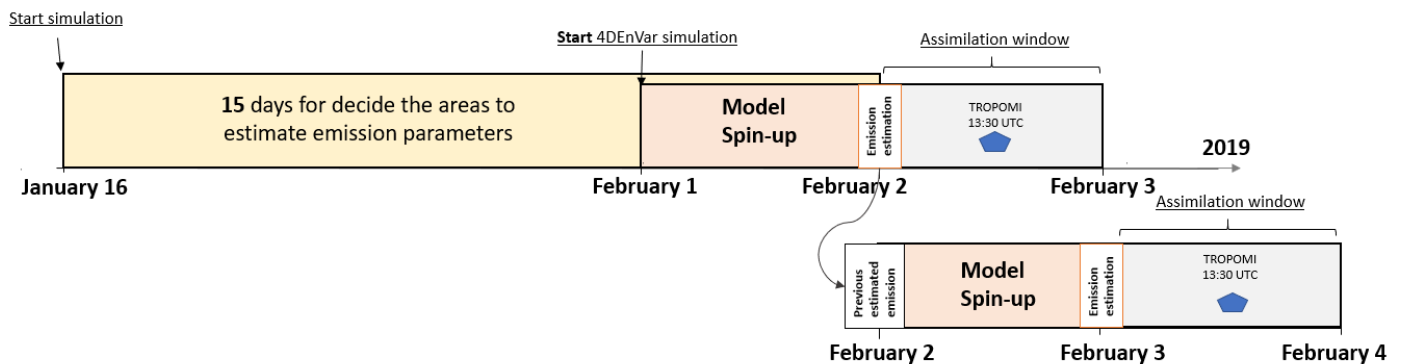 Start simulation
Start 4DEnVar simulation
Assimilation window
15 days for decide the areas to
estimate emission parameters
Model
Spin-up
Emission
estimation
TROPOMI
13:30 UTC
2019
January 16
February 1
February 2
February 3
Assimilation window
Previous
estimated
emission
Model
Spin-up
Emission
estimation
TROPOMI
13:30 UTC
February 2
February 3
February 4